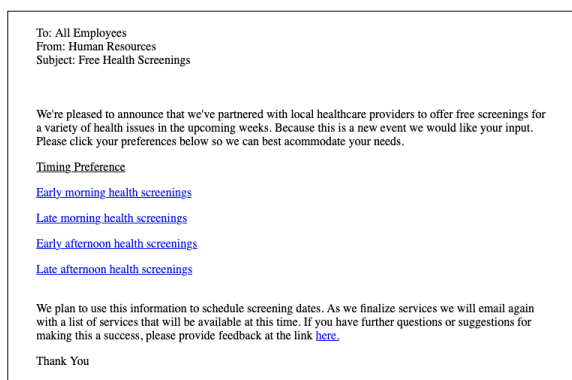 To: All Employees
From: Human Resources
Subject: Free Health Screenings
We're pleased to announce that we've partnered with local healthcare providers to offer free screenings for
a variety of health issues in the upcoming weeks. Because this is a new event we would like your input.
Please click your preferences below so we can best acommodate your needs.
Timing Preference
Early morning health screenings
Late morning health screenings
Early afternoon health screenings
Late afternoon health screenings
We plan to use this information to schedule screening dates. As we finalize services we will email again
with a list of services that will be available at this time. If you have further questions or suggestions for
making this a success, please provide feedback at the link here.
Thank You